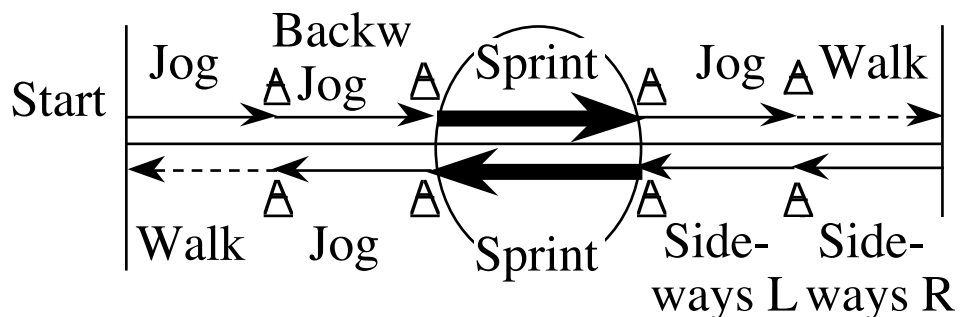 Backw
Jog Jog Sprint Jog Walk
Start
Walk Jog Sprint Side- Side-
ways L ways R